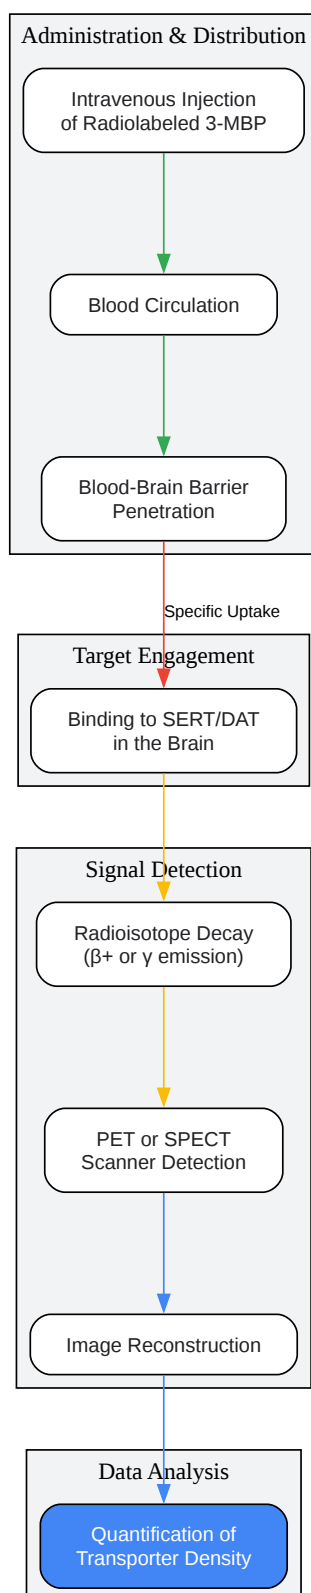 Administration & Distribution
Intravenous Injection
of Radiolabeled 3-MBP
Blood Circulation
Blood-Brain Barrier
Penetration
Specific Uptake
Target Engagement
Binding to SERT/DAT
in the Brain
Signal Detection
Radioisotope Decay
(β+ or γ emission)
PET or SPECT
Scanner Detection
Image Reconstruction
Data Analysis
Quantification of
Transporter Density